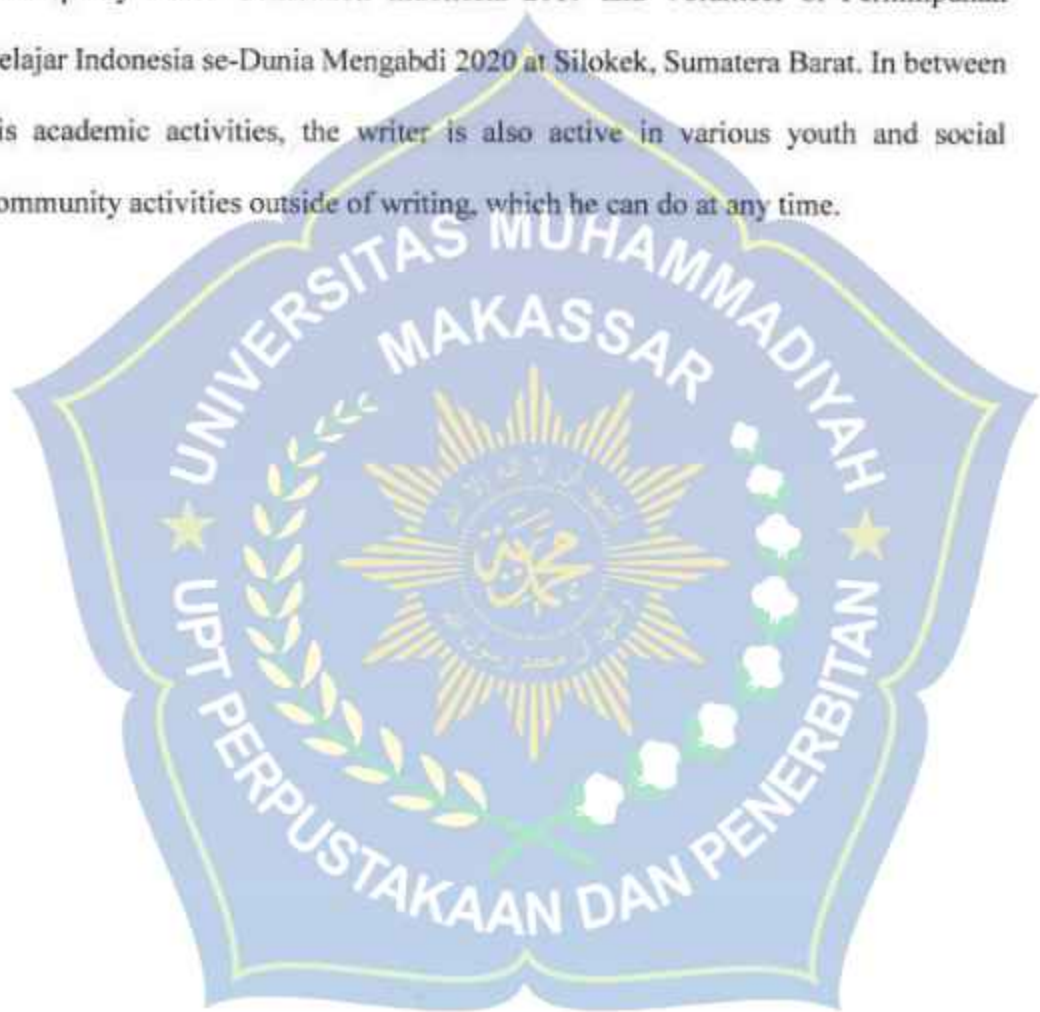 elajar Indonesia se-Dunia Mengabdi 2020 at Silokek, Sumatera Barat. In between
is academic activities, the writer is also active in various youth and social
ommunity activities outside of writing, which he can do at any time.
UNIVERSITAS MUHAMMADIYAH
MAKASSAR
محمدية
UPT PERPUSTAKAAN DAN PENERBITAN